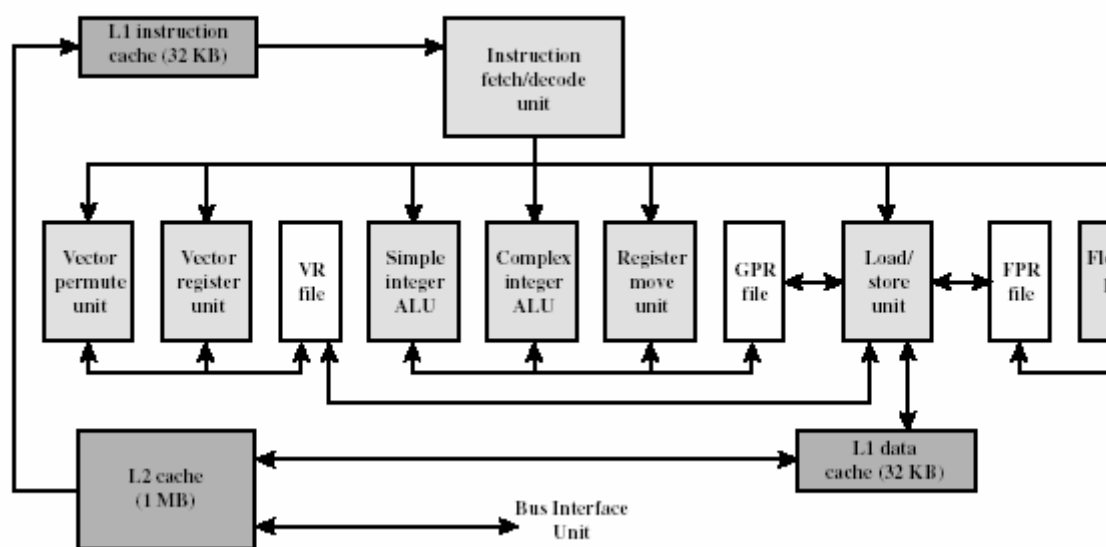 L1 instruction
cache (32 KB)
Instruction
fetch/decode
unit
Vector
permute
unit
Vector
register
unit
VR
file
Simple
integer
ALU
Complex
integer
ALU
Register
move
unit
GPR
file
Load/
store
unit
FPR
file
L2 cache
(1 MB)
L1 data
cache (32 KB)
Bus Interface
Unit